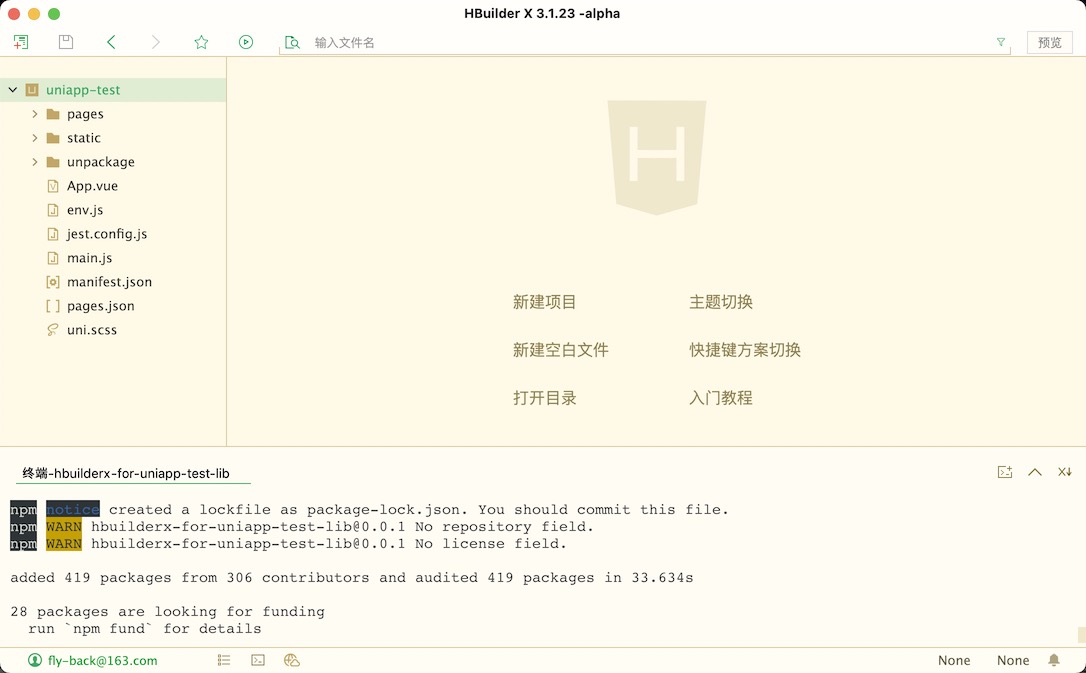 HBuilder X 3.1.23 -alpha
输入文件名
预览
uniapp-test
pages
static
unpackage
App.vue
env.js
jest.config.js
main.js
manifest.json
pages.json
uni.scss
H
新建项目
主题切换
新建空白文件
快捷键方案切换
打开目录
入门教程
终端-hbuilderx-for-uniapp-test-lib
npm notice created a lockfile as package-lock.json. You should commit this file.
npm WARN hbuilderx-for-uniapp-test-lib@0.0.1 No repository field.
npm WARN hbuilderx-for-uniapp-test-lib@0.0.1 No license field.
added 419 packages from 306 contributors and audited 419 packages in 33.634s
28 packages are looking for funding
run `npm fund` for details
fly-back@163.com
None
None